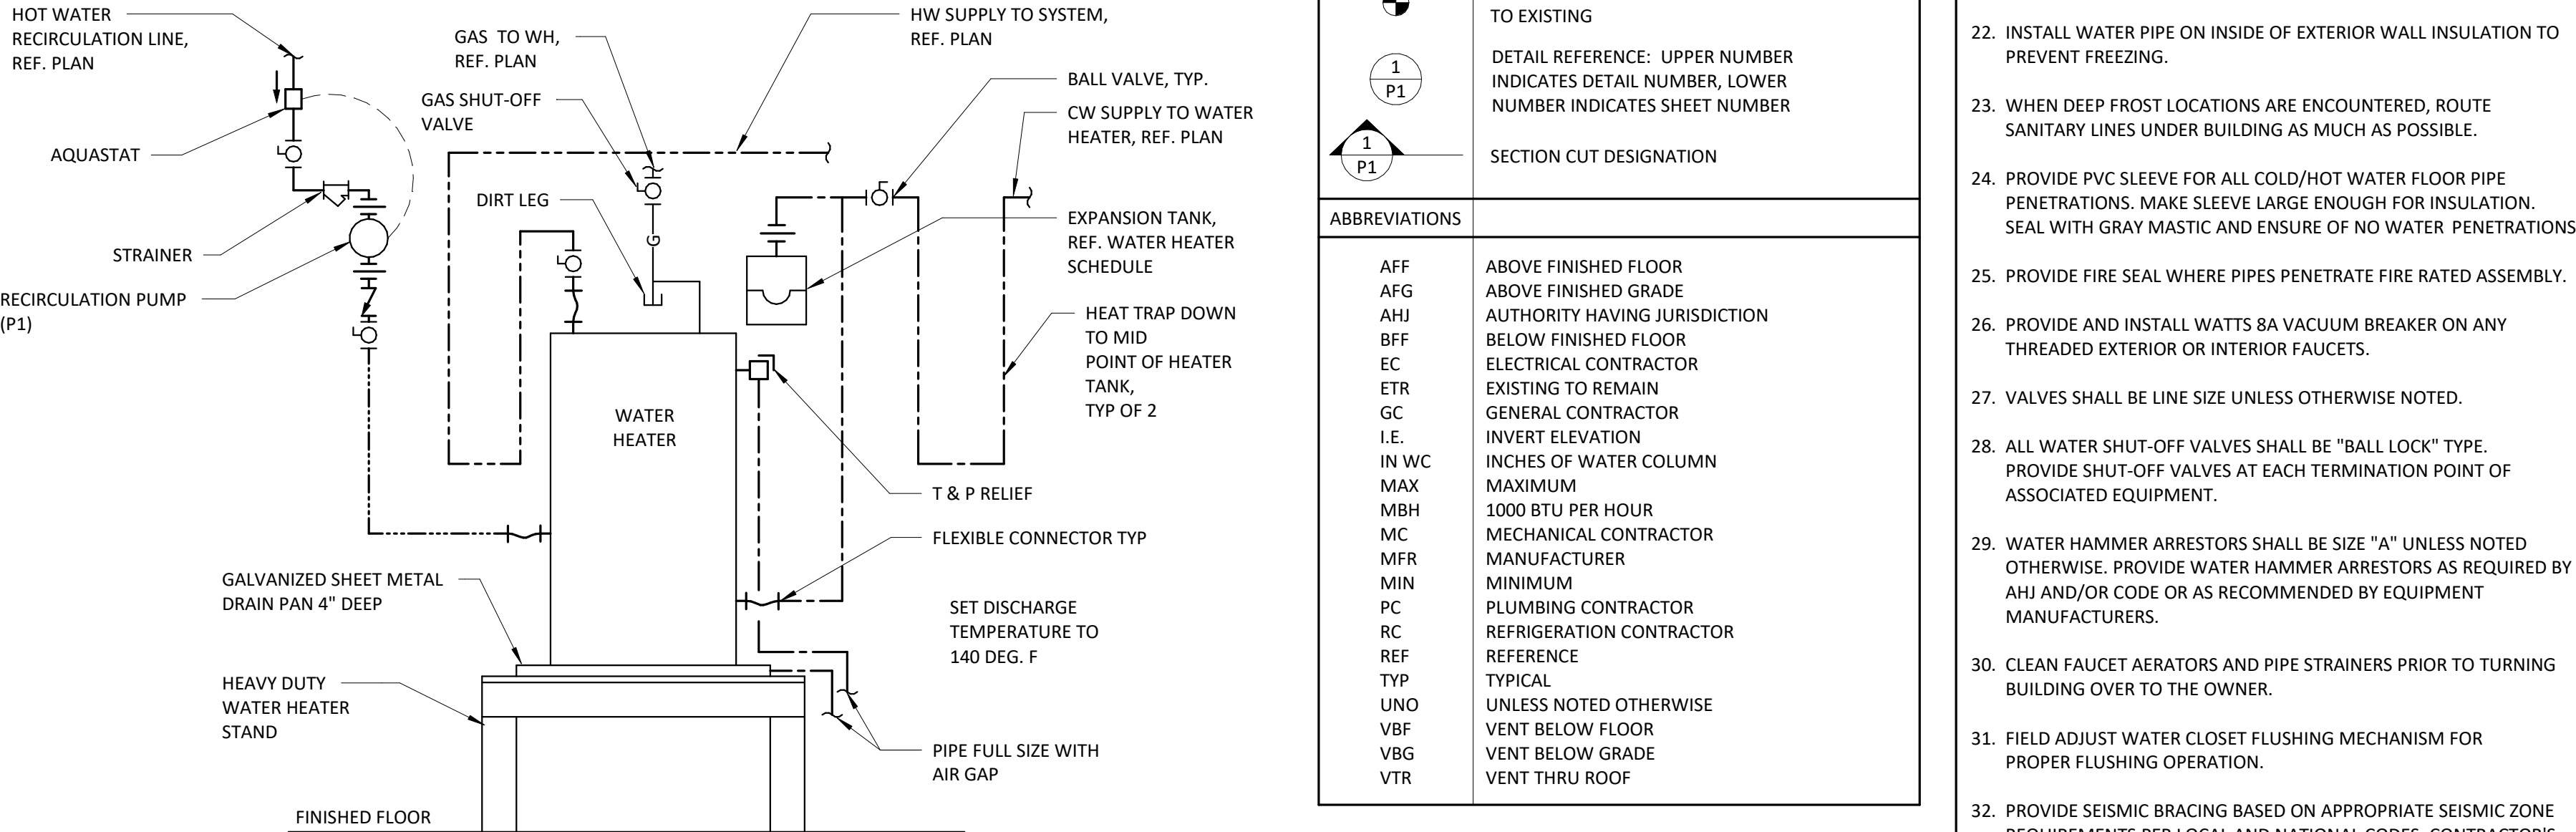 HOT WATER
RECIRCULATION LINE,
REF. PLAN
AQUASTAT
STRAINER
RECIRCULATION PUMP
(P1)
GAS TO WH,
REF. PLAN
GAS SHUT-OFF
VALVE
DIRT LEG
G
HW SUPPLY TO SYSTEM,
REF. PLAN
BALL VALVE, TYP.
CW SUPPLY TO WATER
HEATER, REF. PLAN
EXPANSION TANK,
REF. WATER HEATER
SCHEDULE
HEAT TRAP DOWN
TO MID
POINT OF HEATER
TANK,
TYP OF 2
WATER
HEATER
T & P RELIEF
FLEXIBLE CONNECTOR TYP
GALVANIZED SHEET METAL
DRAIN PAN 4" DEEP
SET DISCHARGE
TEMPERATURE TO
140 DEG. F
HEAVY DUTY
WATER HEATER
STAND
PIPE FULL SIZE WITH
AIR GAP
FINISHED FLOOR
TO EXISTING
1
P1
DETAIL REFERENCE: UPPER NUMBER
INDICATES DETAIL NUMBER, LOWER
NUMBER INDICATES SHEET NUMBER
1
P1
SECTION CUT DESIGNATION
ABBREVIATIONS
AFF ABOVE FINISHED FLOOR
AFG ABOVE FINISHED GRADE
AHJ AUTHORITY HAVING JURISDICTION
BFF BELOW FINISHED FLOOR
EC ELECTRICAL CONTRACTOR
ETR EXISTING TO REMAIN
GC GENERAL CONTRACTOR
I.E. INVERT ELEVATION
IN WC INCHES OF WATER COLUMN
MAX MAXIMUM
MBH 1000 BTU PER HOUR
MC MECHANICAL CONTRACTOR
MFR MANUFACTURER
MIN MINIMUM
PC PLUMBING CONTRACTOR
RC REFRIGERATION CONTRACTOR
REF REFERENCE
TYP TYPICAL
UNO UNLESS NOTED OTHERWISE
VBF VENT BELOW FLOOR
VBG VENT BELOW GRADE
VTR VENT THRU ROOF
22. INSTALL WATER PIPE ON INSIDE OF EXTERIOR WALL INSULATION TO
PREVENT FREEZING.
23. WHEN DEEP FROST LOCATIONS ARE ENCOUNTERED, ROUTE
SANITARY LINES UNDER BUILDING AS MUCH AS POSSIBLE.
24. PROVIDE PVC SLEEVE FOR ALL COLD/HOT WATER FLOOR PIPE
PENETRATIONS. MAKE SLEEVE LARGE ENOUGH FOR INSULATION.
SEAL WITH GRAY MASTIC AND ENSURE OF NO WATER PENETRATIONS
25. PROVIDE FIRE SEAL WHERE PIPES PENETRATE FIRE RATED ASSEMBLY.
26. PROVIDE AND INSTALL WATTS 8A VACUUM BREAKER ON ANY
THREADED EXTERIOR OR INTERIOR FAUCETS.
27. VALVES SHALL BE LINE SIZE UNLESS OTHERWISE NOTED.
28. ALL WATER SHUT-OFF VALVES SHALL BE "BALL LOCK" TYPE.
PROVIDE SHUT-OFF VALVES AT EACH TERMINATION POINT OF
ASSOCIATED EQUIPMENT.
29. WATER HAMMER ARRESTORS SHALL BE SIZE "A" UNLESS NOTED
OTHERWISE. PROVIDE WATER HAMMER ARRESTORS AS REQUIRED BY
AHJ AND/OR CODE OR AS RECOMMENDED BY EQUIPMENT
MANUFACTURERS.
30. CLEAN FAUCET AERATORS AND PIPE STRAINERS PRIOR TO TURNING
BUILDING OVER TO THE OWNER.
31. FIELD ADJUST WATER CLOSET FLUSHING MECHANISM FOR
PROPER FLUSHING OPERATION.
32. PROVIDE SEISMIC BRACING BASED ON APPROPRIATE SEISMIC ZONE
REQUIREMENTS PER LOCAL AND NATIONAL CODES. CONTRACTOR'S